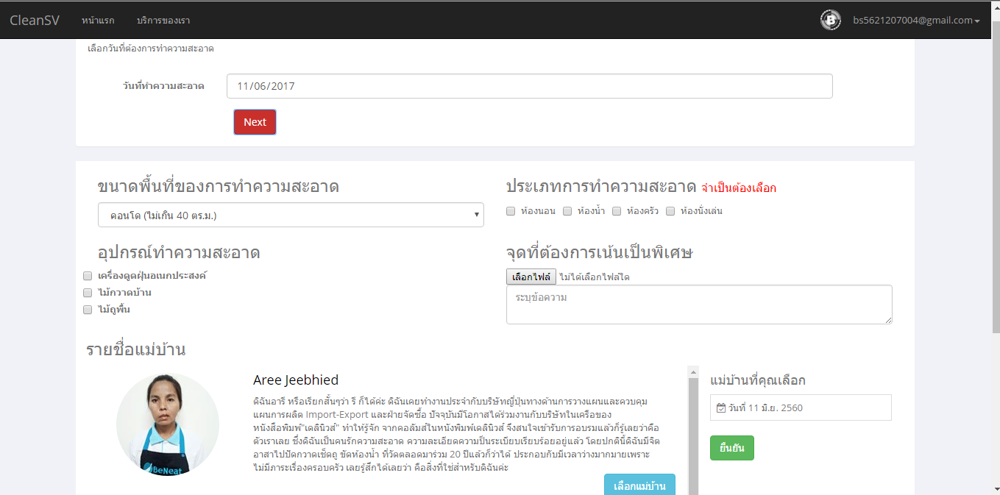 CleanSV หน้าแรก บริการของเรา bs5621207004@gmail.com
เลือกวันที่ต้องการทำความสะอาด
วันที่ทำความสะอาด 11/06/2017
Next
ขนาดพื้นที่ของการทำความสะอาด
คอนโด (ไม่เกิน 40 ตร.ม.)
ประเภทการทำความสะอาด จำเป็นต้องเลือก
ห้องนอน ห้องน้ำ ห้องครัว ห้องนั่งเล่น
อุปกรณ์ทำความสะอาด
เครื่องดูดฝุ่นอเนกประสงค์
ไม้กวาดบ้าน
ไม้ถูพื้น
จุดที่ต้องการเน้นเป็นพิเศษ
เลือกไฟล์ ไม่ได้เลือกไฟล์ใด
ระบุข้อความ
รายชื่อแม่บ้าน
BeNeat
Aree Jeebhied
ดิฉันอารี หรือเรียกสั้นๆว่า รี ก็ได้ค่ะ ดิฉันเคยทำงานประจำกับบริษัทญี่ปุ่นทางด้านการวางแผนและควบคุม
แผนการผลิต Import-Export และฝ่ายจัดซื้อ ปัจจุบันมีโอกาสได้ร่วมงานกับบริษัทในเครือของ
หนังสือพิมพ์"เดลินิวส์" ทำให้รู้จัก จากคอลัมส์ในหนังพิมพ์เดลินิวส์ จึงสนใจเข้ารับการอบรมแล้วก็รู้เลยว่าคือ
ตัวเราเลย ซึ่งดิฉันเป็นคนรักความสะอาด ความละเอียดความป็นระเบียบเรียบร้อยอยู่แล้ว โดยปกตินี้ดิฉันมีจิต
อาสาไปปัดกวาดเช็ดถู ขัดห้องน้ำ ที่วัดตลอดมาร่วม 20 ปีแล้วก็ว่าได้ ประกอบกับมีเวลาว่างมากมายเพราะ
ไม่มีภาระเรื่องครอบครัว เลยรู้สึกได้เลยว่า คือสิ่งที่ใช่สำหรับดิฉันค่ะ
เลือกแม่บ้าน
แม่บ้านที่คุณเลือก
วันที่ 11 มิ.ย. 2560
ยืนยัน